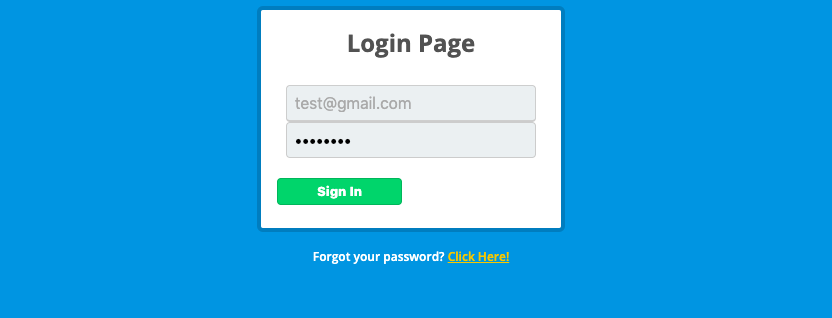 Login Page
test@gmail.com
••••••••
Sign In
Forgot your password? Click Here!